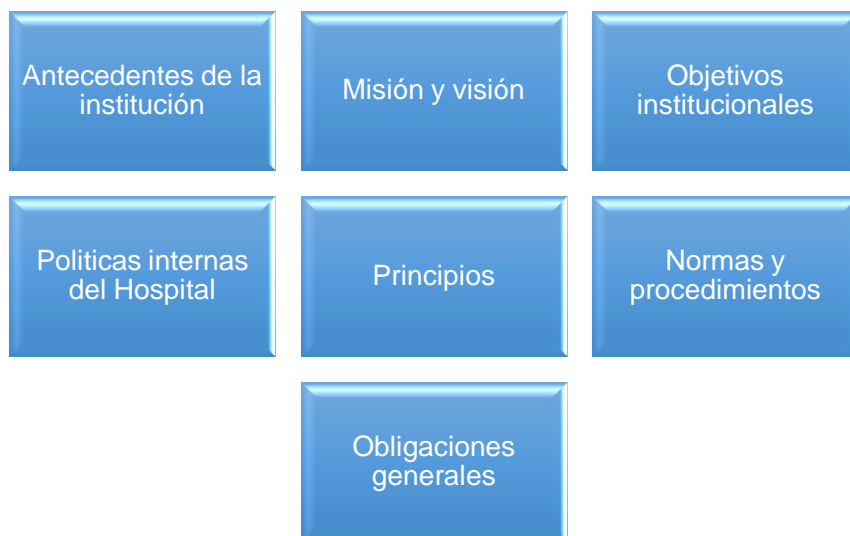 Antecedentes de la
institución
Misión y visión
Objetivos
institucionales
Politicas internas
del Hospital
Principios
Normas y
procedimientos
Obligaciones
generales